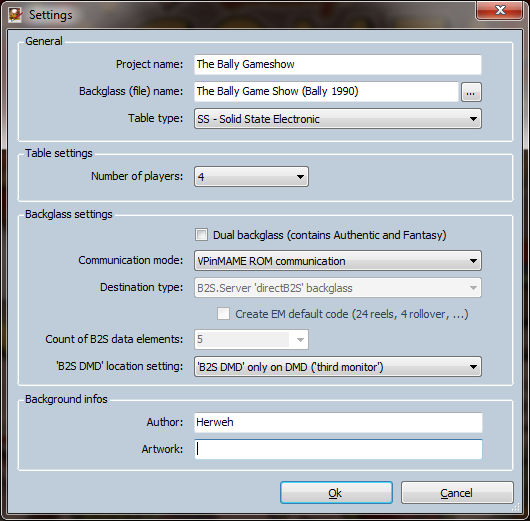 Settings
General
Project name: The Bally Gameshow
Backglass (file) name: The Bally Game Show (Bally 1990) ...
Table type: SS - Solid State Electronic
Table settings
Number of players: 4
Backglass settings
Dual backglass (contains Authentic and Fantasy)
Communication mode: VPinMAME ROM communication
Destination type: B2S.Server 'directB2S' backglass
Create EM default code (24 reels, 4 rollover, ...)
Count of B2S data elements: 5
'B2S DMD' location setting: 'B2S DMD' only on DMD ('third monitor')
Background infos
Author: Herweh
Artwork:
Ok Cancel